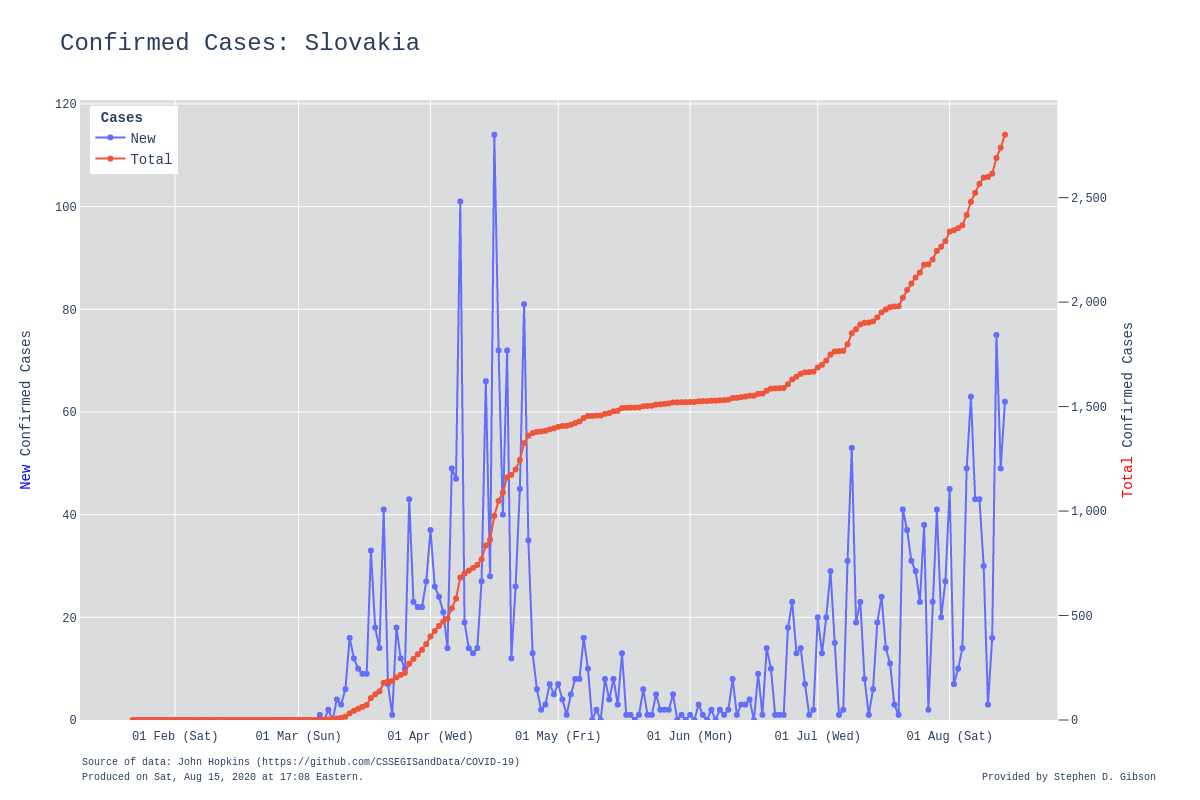 Confirmed Cases: Slovakia
Cases
New
Total
120
100
80
60
40
20
0
New Confirmed Cases
2,500
2,000
1,500
1,000
500
0
Total Confirmed Cases
01 Feb (Sat)
01 Mar (Sun)
01 Apr (Wed)
01 May (Fri)
01 Jun (Mon)
01 Jul (Wed)
01 Aug (Sat)
Source of data: John Hopkins (https://github.com/CSSEGISandData/COVID-19)
Produced on Sat, Aug 15, 2020 at 17:08 Eastern.
Provided by Stephen D. Gibson